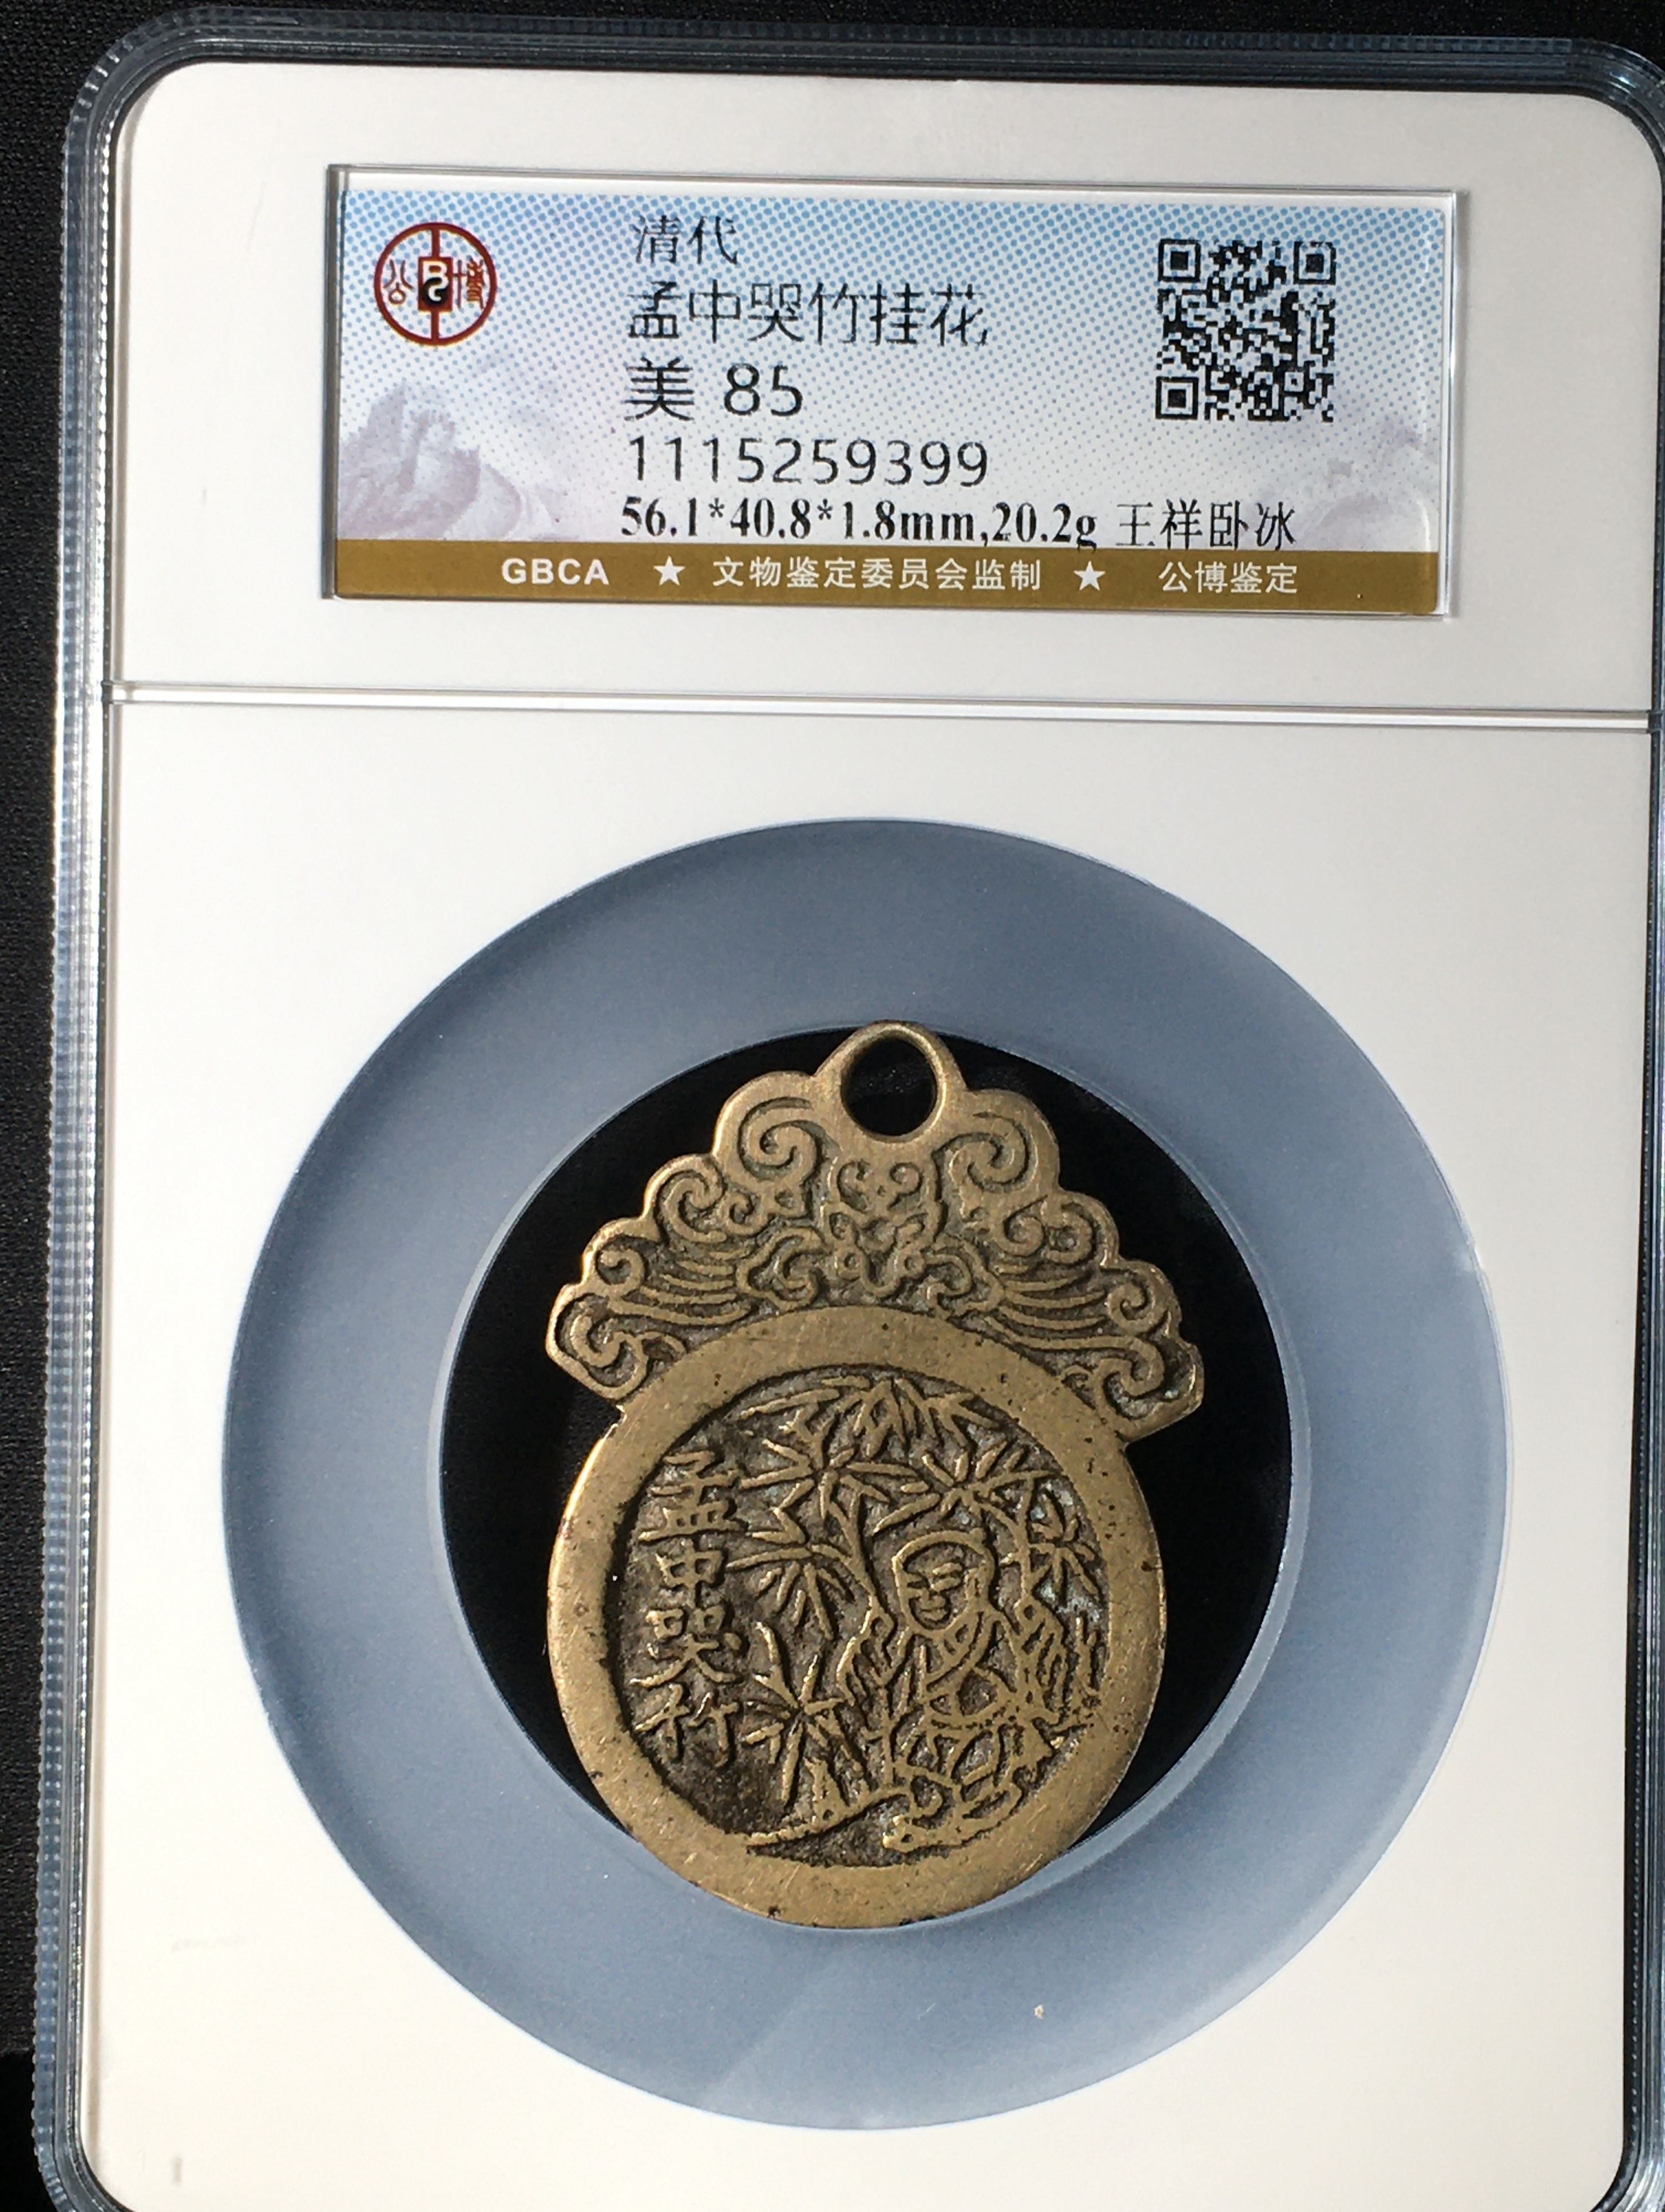 公博
清代
孟中哭竹挂花
美 85
1115259399
56.1*40.8*1.8mm,20.2g 王祥卧冰
GBCA ★ 文物鉴定委员会监制 ★ 公博鉴定
孟中哭竹